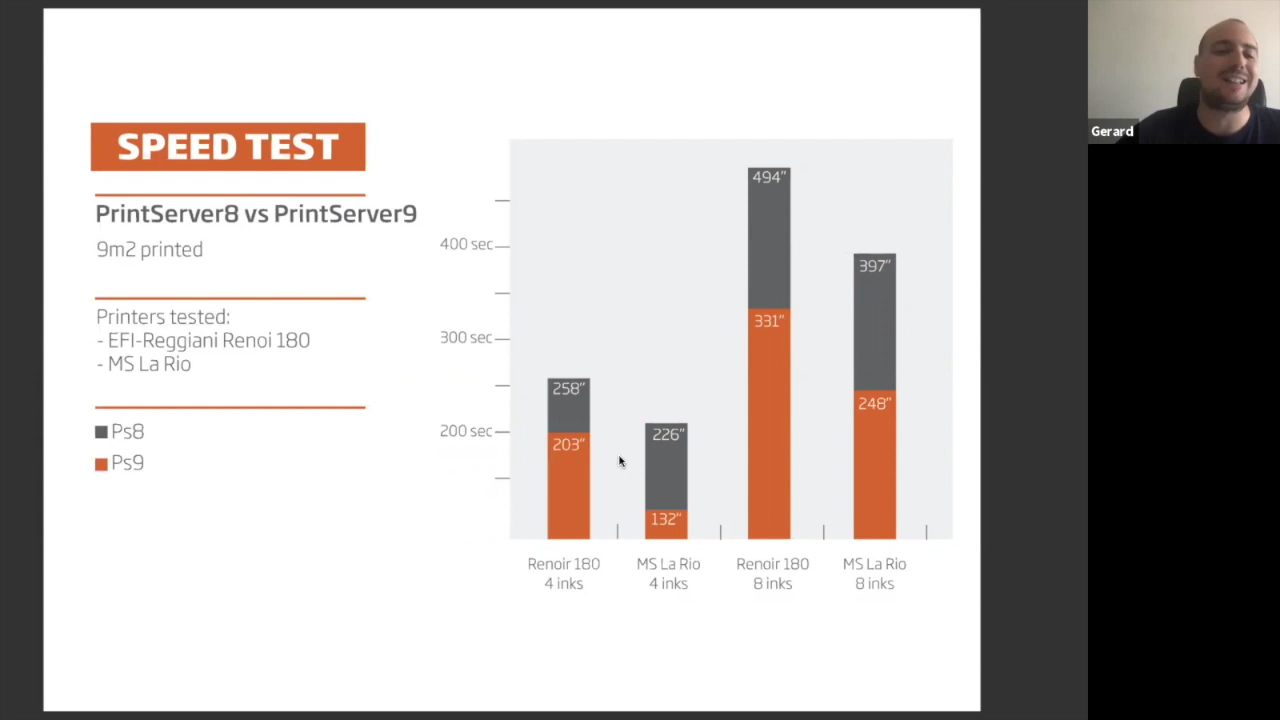 SPEED TEST
PrintServer8 vs PrintServer9
9m2 printed
Printers tested:
- EFI-Reggiani Renoi 180
- MS La Rio
Ps8
Ps9
400 sec
300 sec
200 sec
258”
203”
226”
132”
494”
331”
397”
248”
Renoir 180
4 inks
MS La Rio
4 inks
Renoir 180
8 inks
MS La Rio
8 inks
Gerard